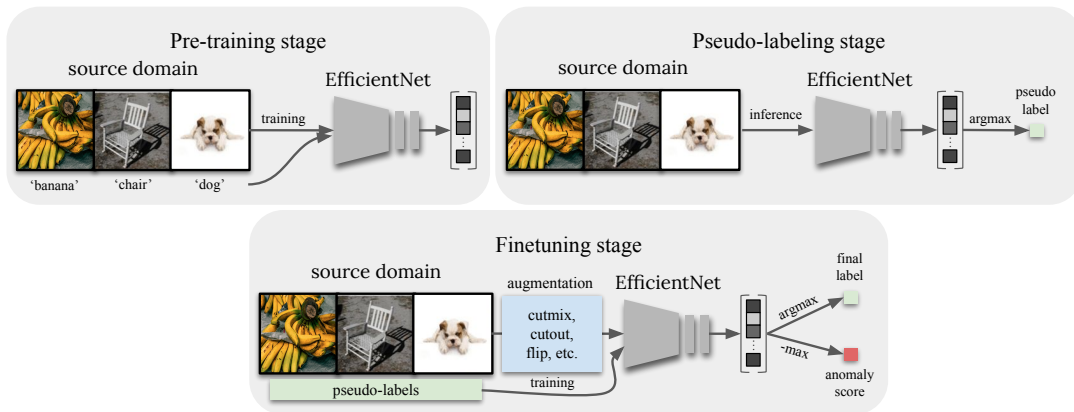 Pre-training stage
source domain
EfficientNet
training
‘banana’ ‘chair’ ‘dog’
Pseudo-labeling stage
source domain
EfficientNet
inference
argmax
pseudo
label
Finetuning stage
source domain
augmentation
EfficientNet
cutmix,
cutout,
flip, etc.
pseudo-labels
training
argmax
-max
final
label
anomaly
score